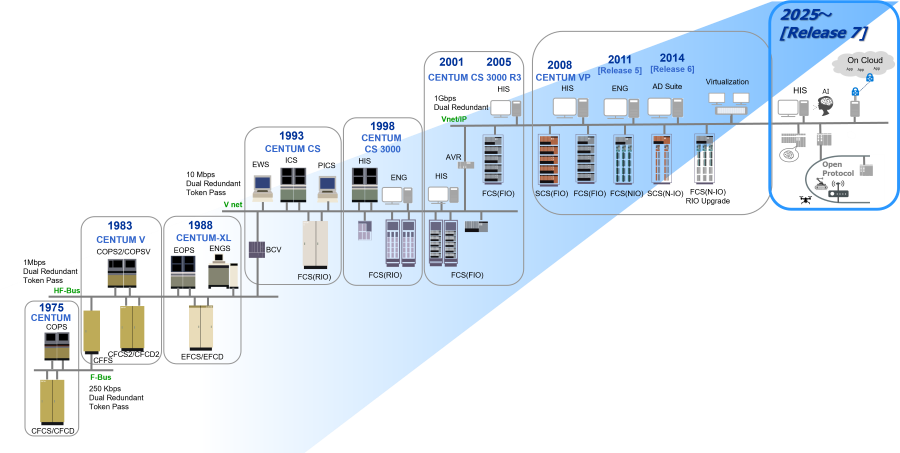 2025～
[Release 7]
On Cloud
App App App
HIS
AI
Open
Protocol
2001
2005
CENTUM CS 3000 R3
HIS
1Gbps
Dual Redundant
Vnet/IP
AVR
HIS
FCS(FIO)
FCS(FIO)
2008
CENTUM VP
HIS
2011
[Release 5]
ENG
2014
[Release 6]
AD Suite
Virtualization
SCS(FIO)
FCS(FIO)
FCS(NIO)
SCS(N-IO)
FCS(N-IO)
RIO Upgrade
1998
CENTUM
CS 3000
HIS
ENG
FCS(RIO)
1993
CENTUM CS
EWS
ICS
PICS
10 Mbps
Dual Redundant
Token Pass
V net
BCV
FCS(RIO)
1983
CENTUM V
COPS2/COPSV
1988
CENTUM-XL
EOPS
ENGS
1Mbps
Dual Redundant
Token Pass
HF-Bus
CFFS
CFCS2/CFCD2
EFCS/EFCD
1975
CENTUM
COPS
F-Bus
250 Kbps
Dual Redundant
Token Pass
CFCS/CFCD